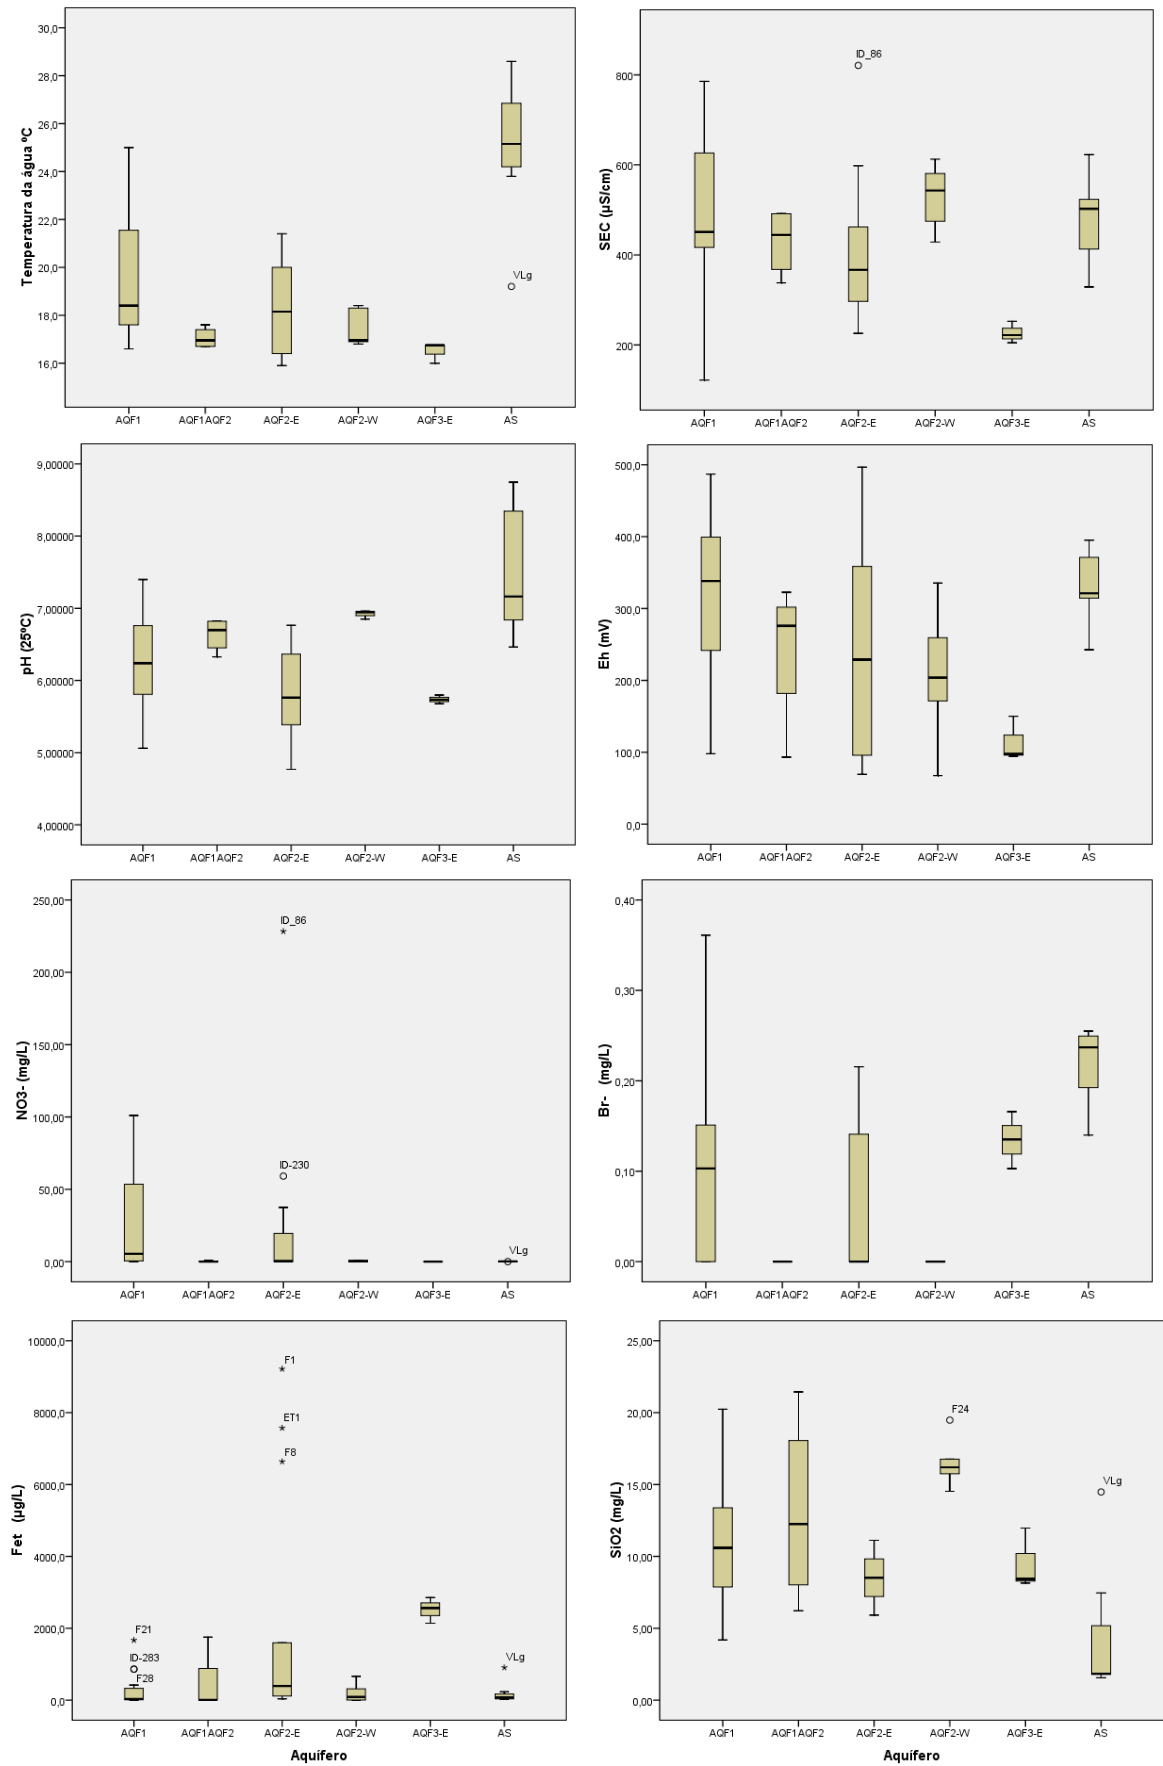 Temperatura da água ºC
30,0
28,0
26,0
24,0
22,0
20,0
18,0
16,0
VLg
AQF1 AQF1AQF2 AQF2-E AQF2-W AQF3-E AS
SEC (µS/cm)
800
600
400
200
ID_86
AQF1 AQF1AQF2 AQF2-E AQF2-W AQF3-E AS
pH (25ºC)
9,00000
8,00000
7,00000
6,00000
5,00000
4,00000
AQF1 AQF1AQF2 AQF2-E AQF2-W AQF3-E AS
Eh (mV)
500,0
400,0
300,0
200,0
100,0
0,0
AQF1 AQF1AQF2 AQF2-E AQF2-W AQF3-E AS
NO3- (mg/L)
250,00
200,00
150,00
100,00
50,00
0,00
ID_86
ID-230
VLg
AQF1 AQF1AQF2 AQF2-E AQF2-W AQF3-E AS
Br- (mg/L)
0,40
0,30
0,20
0,10
0,00
AQF1 AQF1AQF2 AQF2-E AQF2-W AQF3-E AS
Fet (µg/L)
10000,0
8000,0
6000,0
4000,0
2000,0
0,0
F1
ET1
F8
F21
ID-283
F28
VLg
AQF1 AQF1AQF2 AQF2-E AQF2-W AQF3-E AS
Aquífero
SiO2 (mg/L)
25,00
20,00
15,00
10,00
5,00
0,00
F24
VLg
AQF1 AQF1AQF2 AQF2-E AQF2-W AQF3-E AS
Aquífero